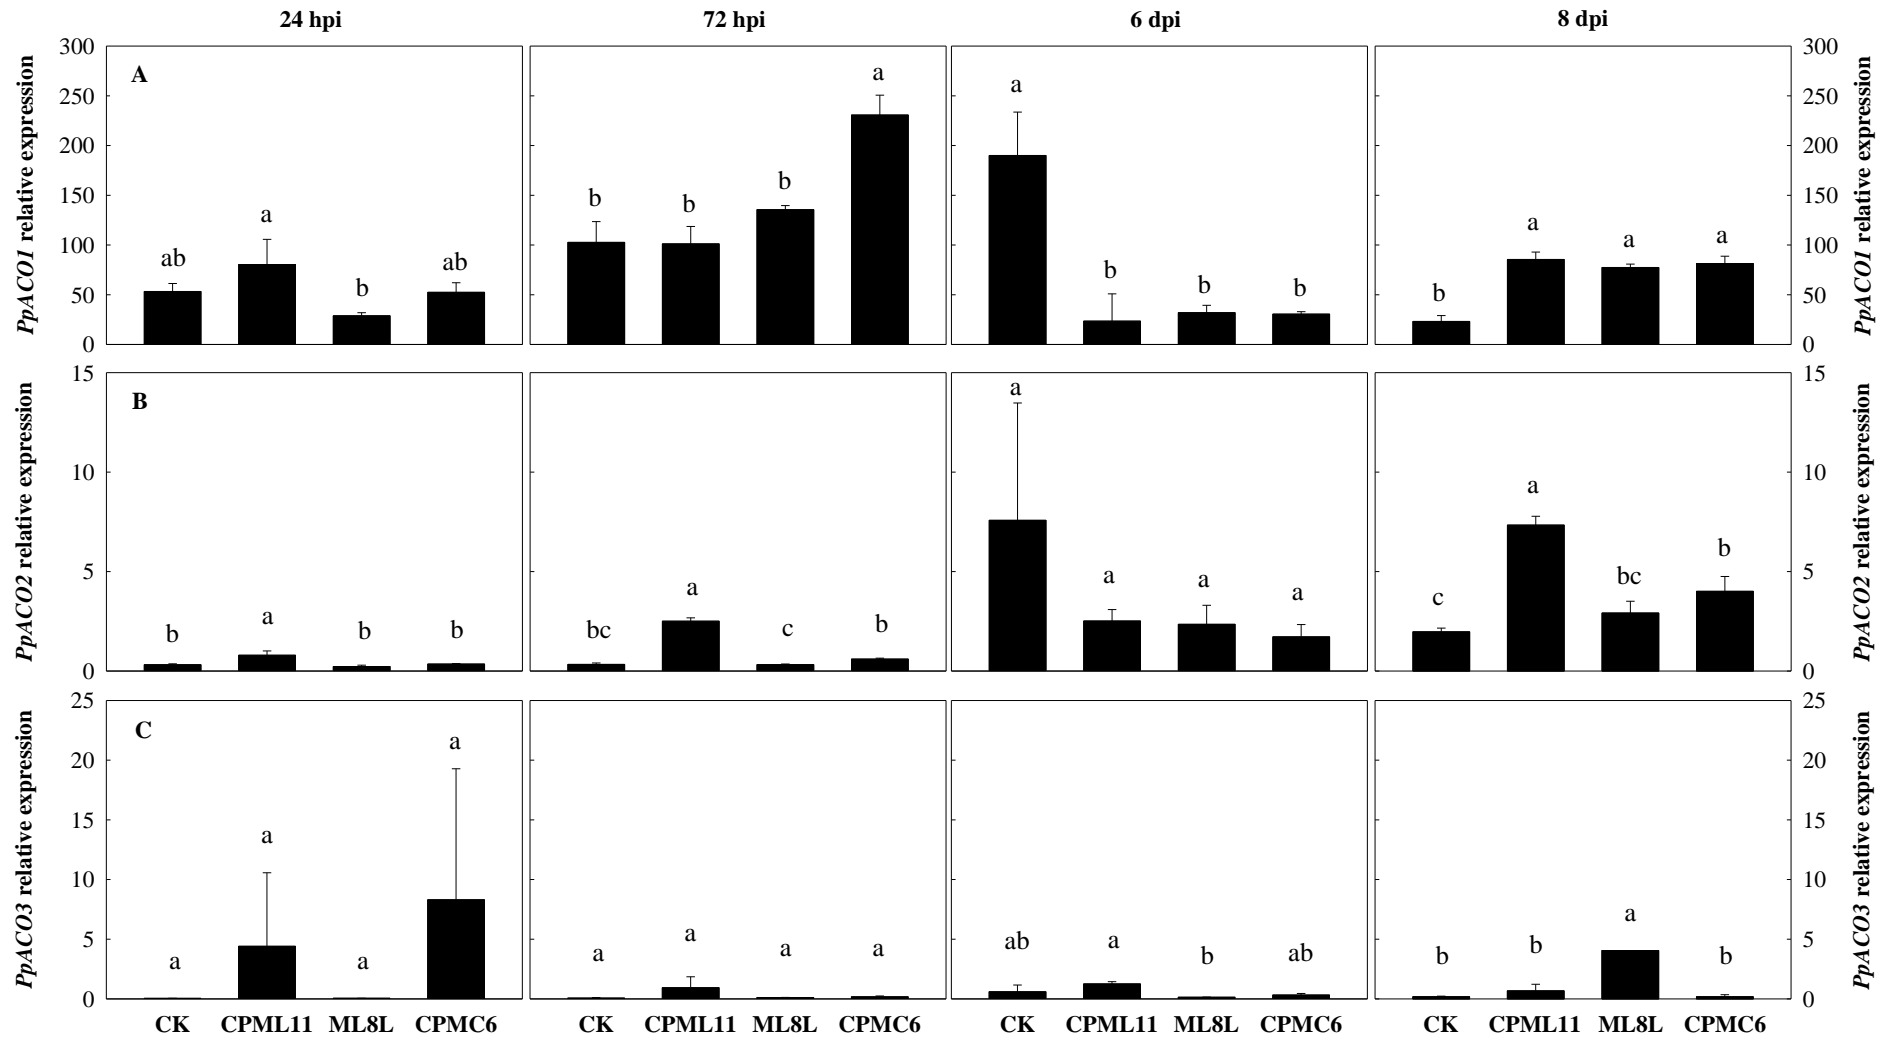 24 hpi 72 hpi 6 dpi 8 dpi
PpACO1 relative expression
300
250
200
150
100
50
0
A
ab a b ab
b b b a
a b b b
b a a a
300
250
200
150
100
50
0
PpACO1 relative expression
PpACO2 relative expression
15
10
5
0
B
b a b b
bc a c b
a a a a
c a bc b
15
10
5
0
PpACO2 relative expression
PpACO3 relative expression
25
20
15
10
5
0
C
a a a a
a a a a
ab a b ab
b b a b
25
20
15
10
5
0
PpACO3 relative expression
CK CPML11 ML8L CPMC6 CK CPML11 ML8L CPMC6 CK CPML11 ML8L CPMC6 CK CPML11 ML8L CPMC6